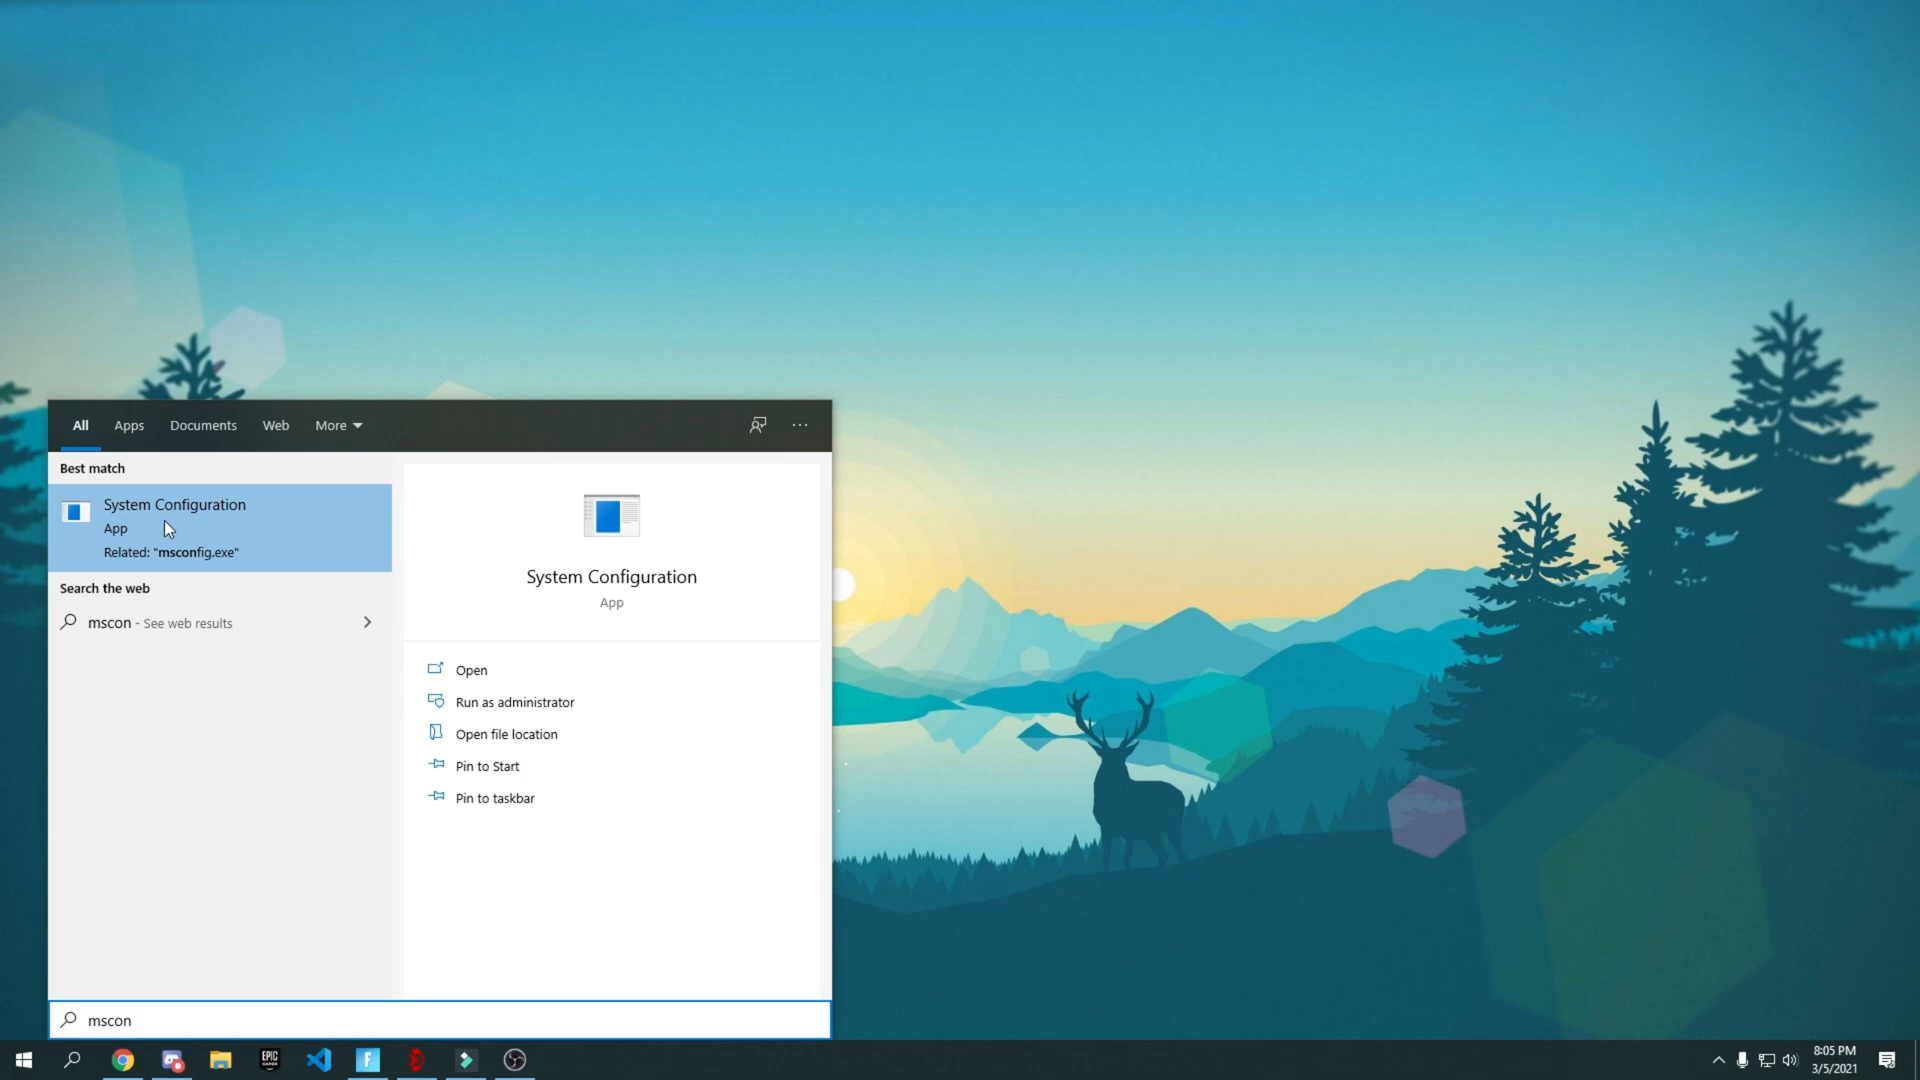 All Apps Documents Web More
Best match
System Configuration
App
Related: "msconfig.exe"
Search the web
mscon - See web results
System Configuration
App
Open
Run as administrator
Open file location
Pin to Start
Pin to taskbar
mscon
EPIC
GAMES
F
8:05 PM
3/5/2021